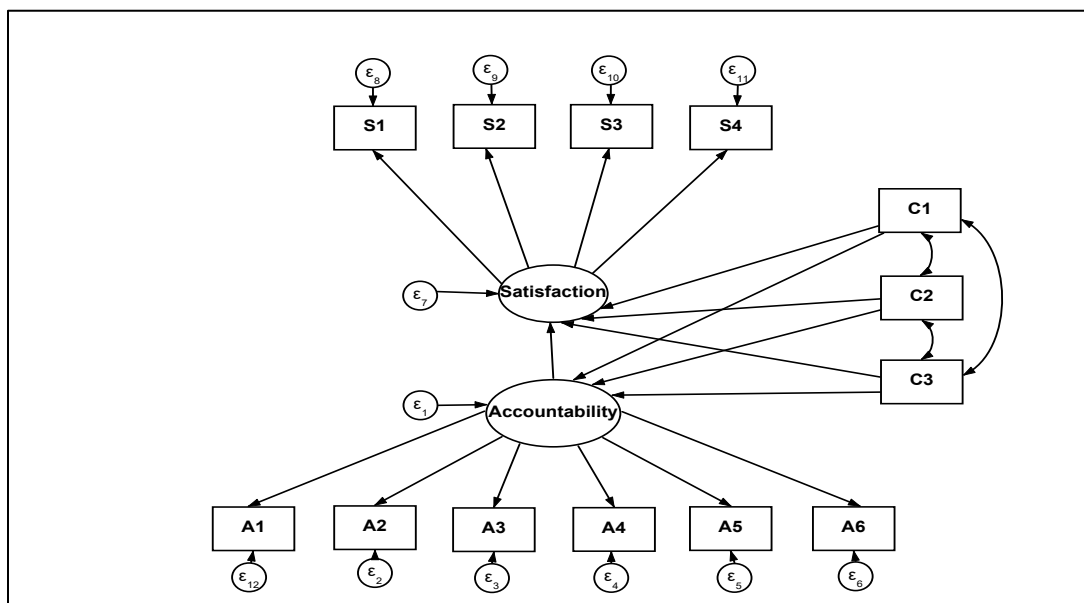 ε8 ε9 ε10 ε11
S1 S2 S3 S4
C1
ε7 Satisfaction C2
C3
ε1 Accountability
A1 A2 A3 A4 A5 A6
ε12 ε2 ε3 ε4 ε5 ε6